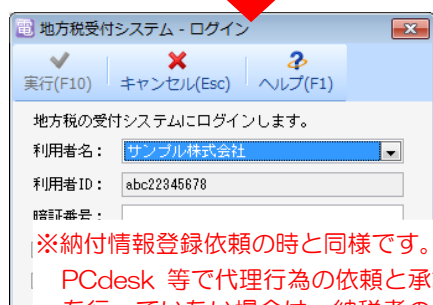 地方税受付システム - ログイン
実行(F10) キャンセル(Esc) ヘルプ(F1)
地方税の受付システムにログインします。
利用者名： サンプル株式会社
利用者ID： abc22345678
暗証番号：
※納付情報登録依頼の時と同様です。
PCdesk 等で代理行為の依頼と承